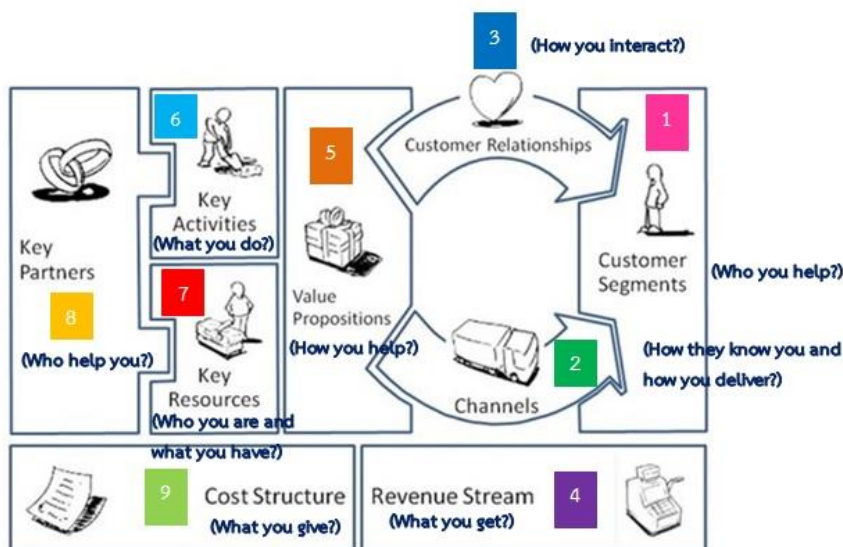 3
(How you interact?)
Customer Relationships
6
Key
Activities
(What you do?)
5
Value
Propositions
(How you help?)
1
Customer
Segments
(Who you help?)
Key
Partners
8
(Who help you?)
7
Key
Resources
(Who you are and
what you have?)
2
Channels
(How they know you and
how you deliver?)
9
Cost Structure
(What you give?)
Revenue Stream
(What you get?)
4